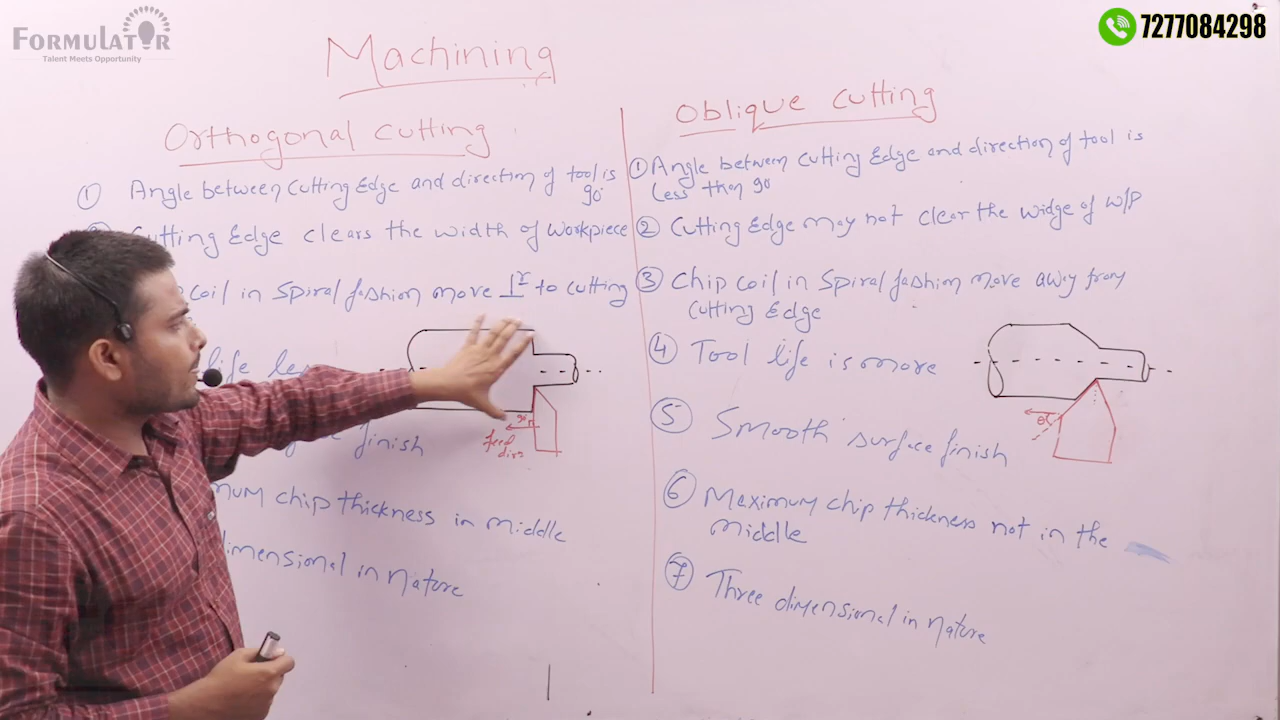 FORMULATOR
Talent Meets Opportunity
7277084298
Machining
Orthogonal cutting
① Angle between cutting Edge and direction of tool is
90°
Cutting Edge clears the width of workpiece
coil in Spiral fashion move ⊥r to cutting
life less
finish
chip thickness in middle
dimensional in nature
90
feed
dirn
Oblique cutting
① Angle between cutting Edge and direction of tool is
less than 90
② Cutting Edge may not clear the widge of W/P
③ Chip coil in Spiral fashion move away from
cutting Edge
④ Tool life is more
⑤ Smooth surface finish
⑥ Maximum chip thickness not in the
middle
⑦ Three dimensional in nature
θ